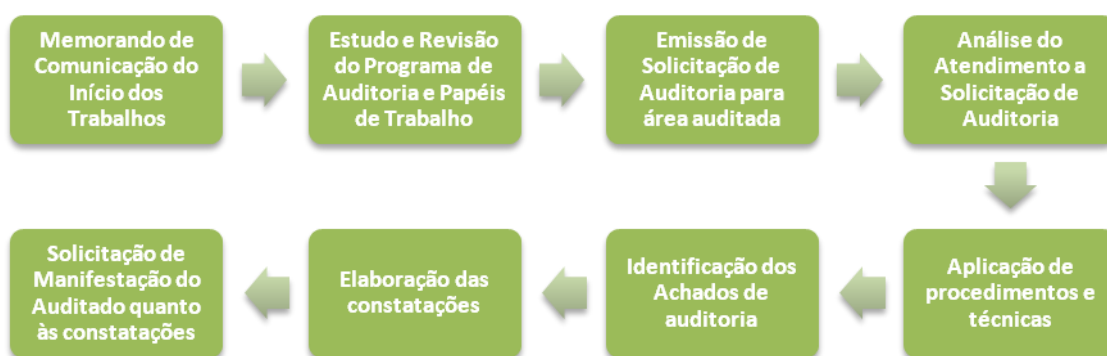 Memorando de
Comunicação do
Início dos
Trabalhos
Estudo e Revisão
do Programa de
Auditoria e Papéis
de Trabalho
Emissão de
Solicitação de
Auditoria para
área auditada
Análise do
Atendimento a
Solicitação de
Auditoria
Aplicação de
procedimentos e
técnicas
Identificação dos
Achados de
auditoria
Elaboração das
constatações
Solicitação de
Manifestação do
Auditado quanto
às constatações